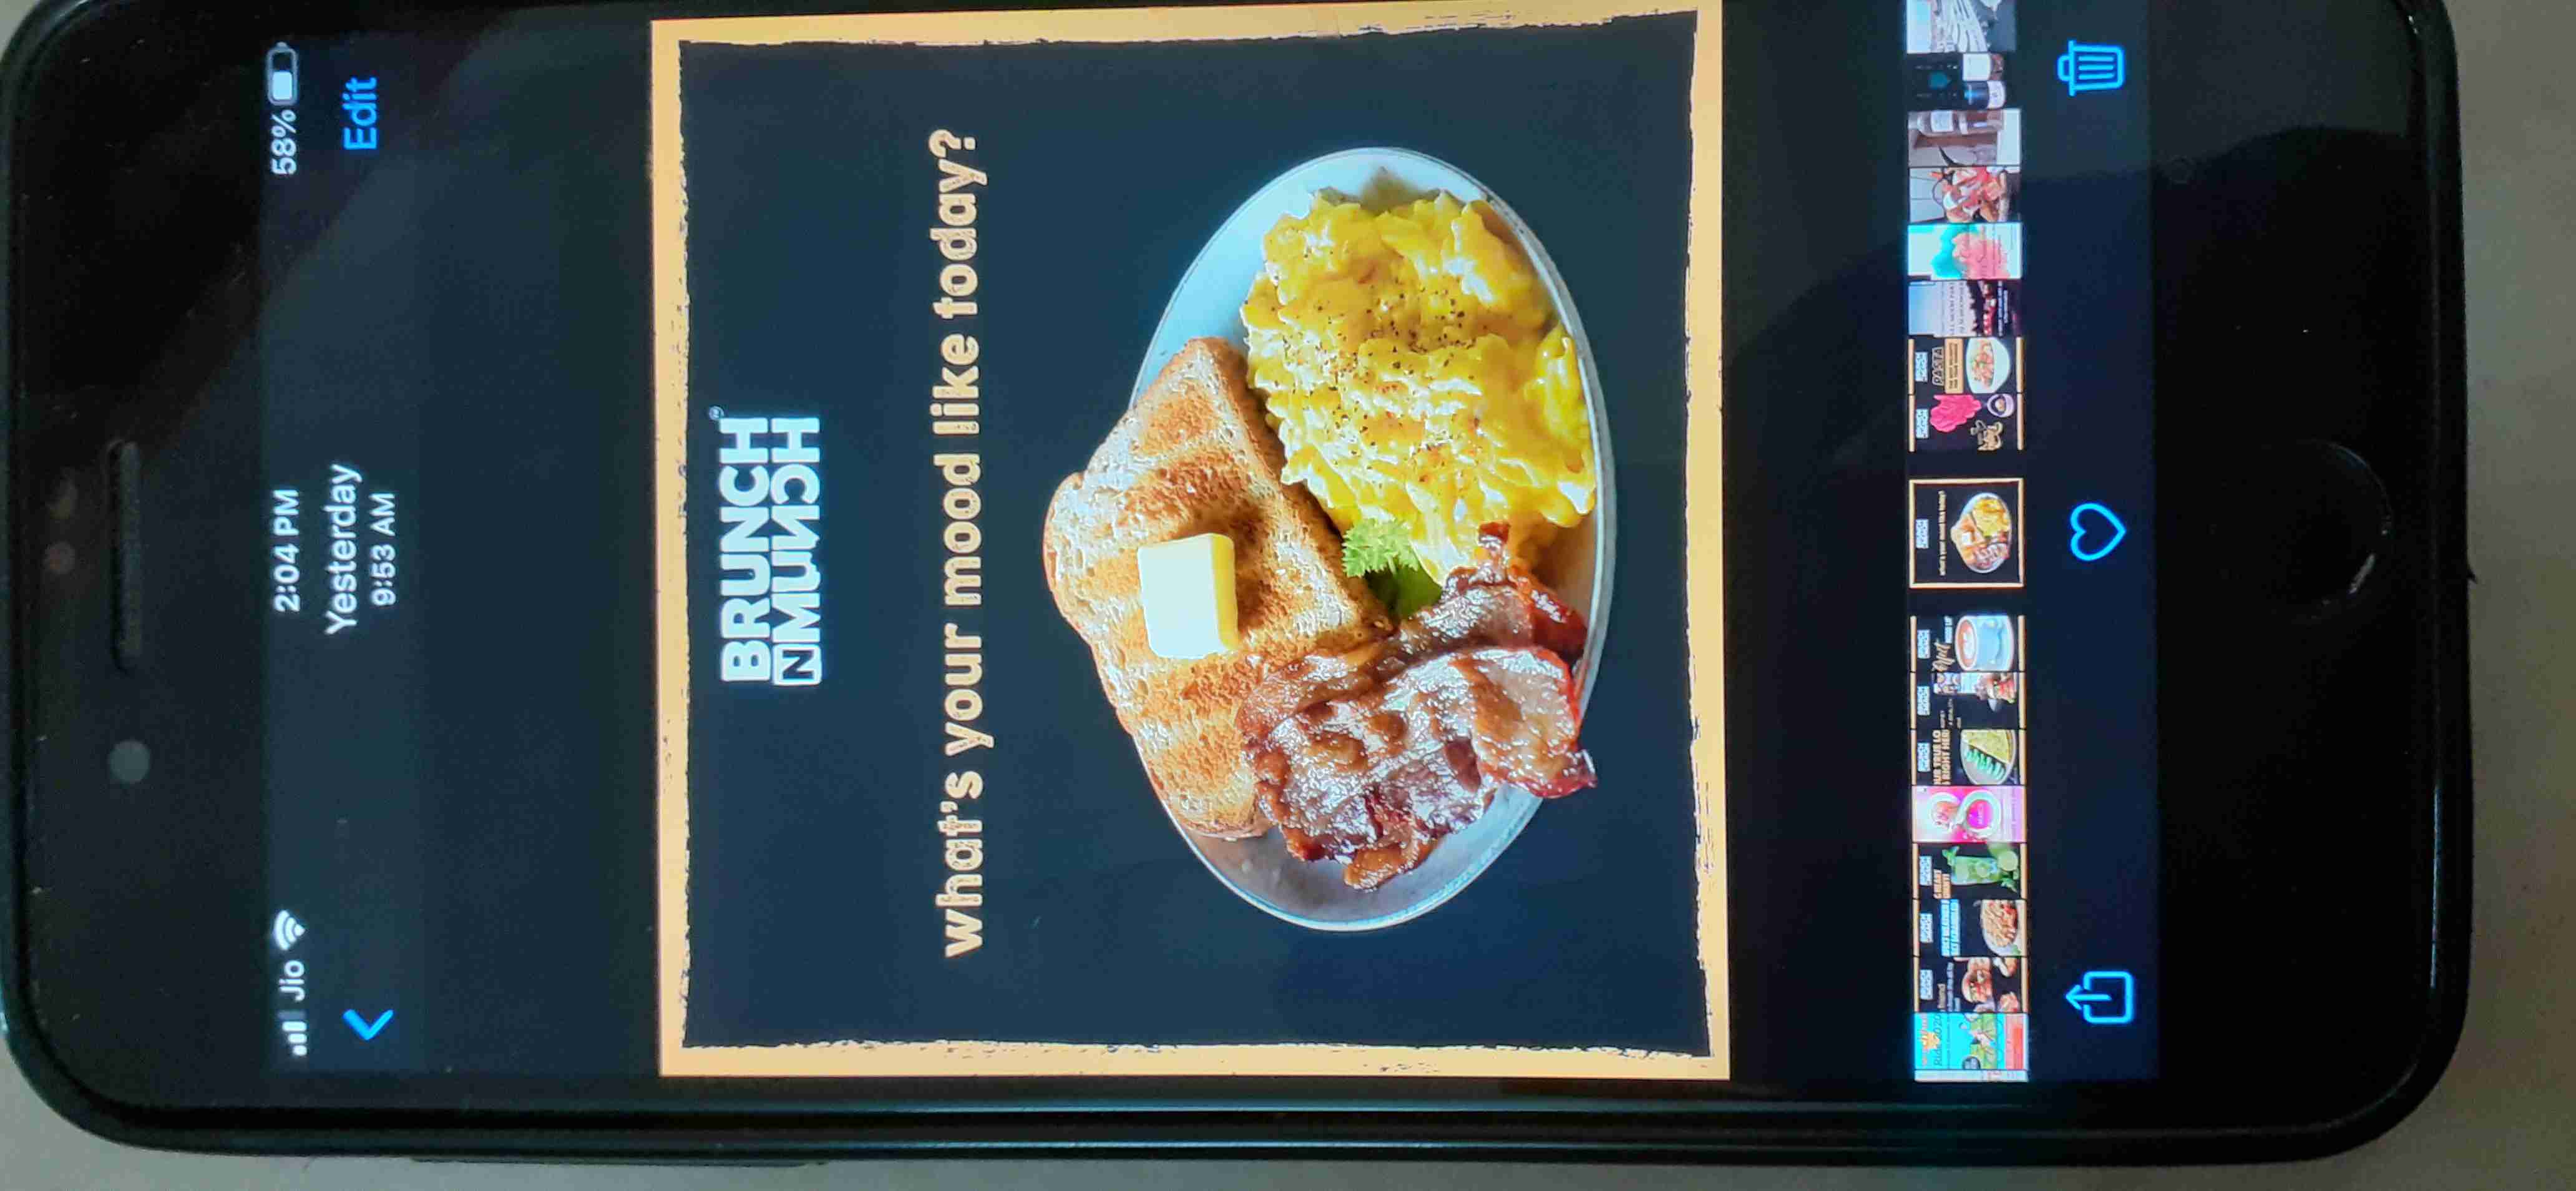 Jio 2:04 PM 58%
Yesterday
9:53 AM
Edit
BRUNCH
N MUNCH
what's your mood like today?